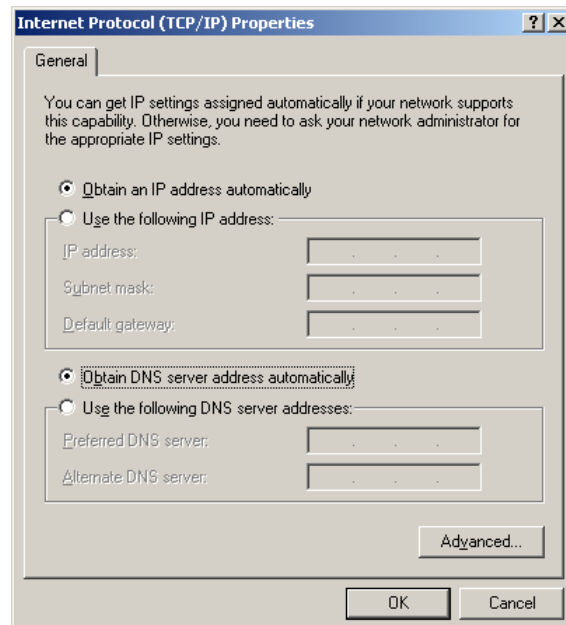 Internet Protocol (TCP/IP) Properties
General
You can get IP settings assigned automatically if your network supports
this capability. Otherwise, you need to ask your network administrator for
the appropriate IP settings.
Obtain an IP address automatically
Use the following IP address:
IP address:
Subnet mask:
Default gateway:
Obtain DNS server address automatically
Use the following DNS server addresses:
Preferred DNS server:
Alternate DNS server:
Advanced...
OK Cancel